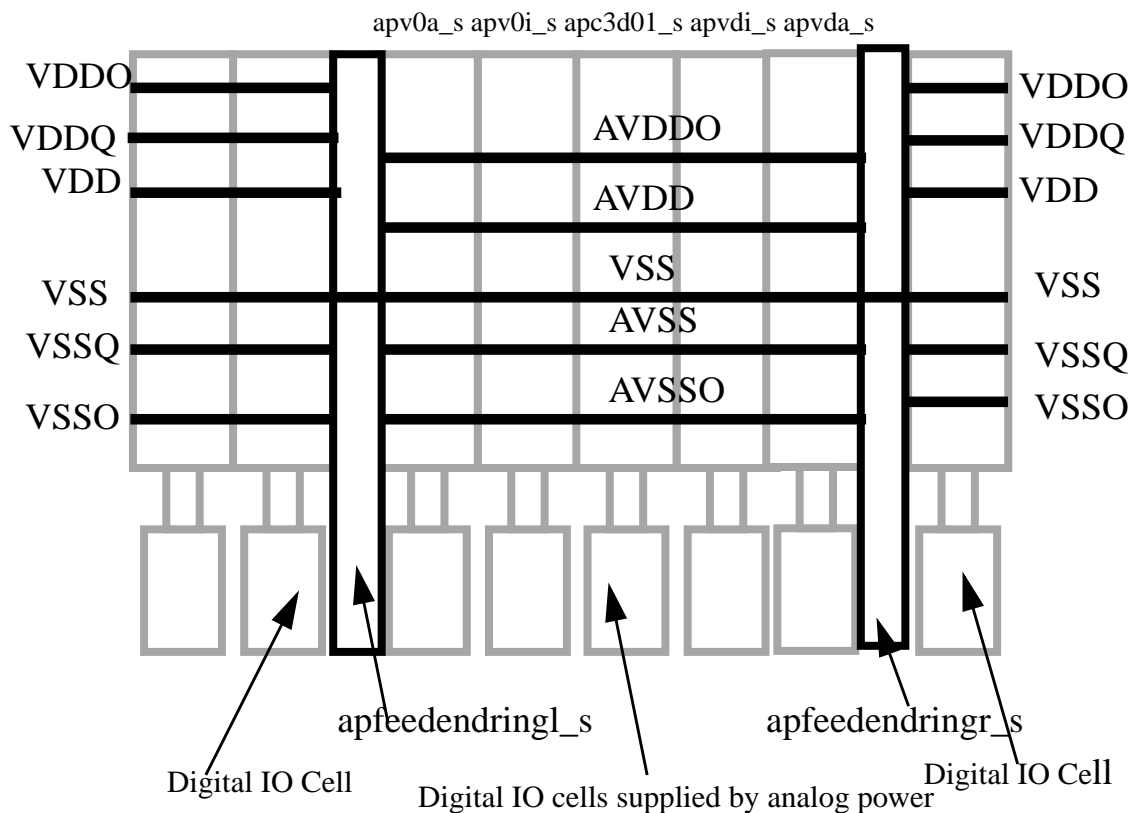 apv0a_s apv0i_s apc3d01_s apvdi_s apvda_s
VDDO
VDDO
AVDDO
VDDQ
VDDQ
VDD
AVDD
VDD
VSS
VSS
VSS
VSSQ
AVSS
VSSQ
VSSO
AVSSO
VSSO
apfeedendringl_s
apfeedendringr_s
Digital IO Cell
Digital IO cells supplied by analog power
Digital IO Cell